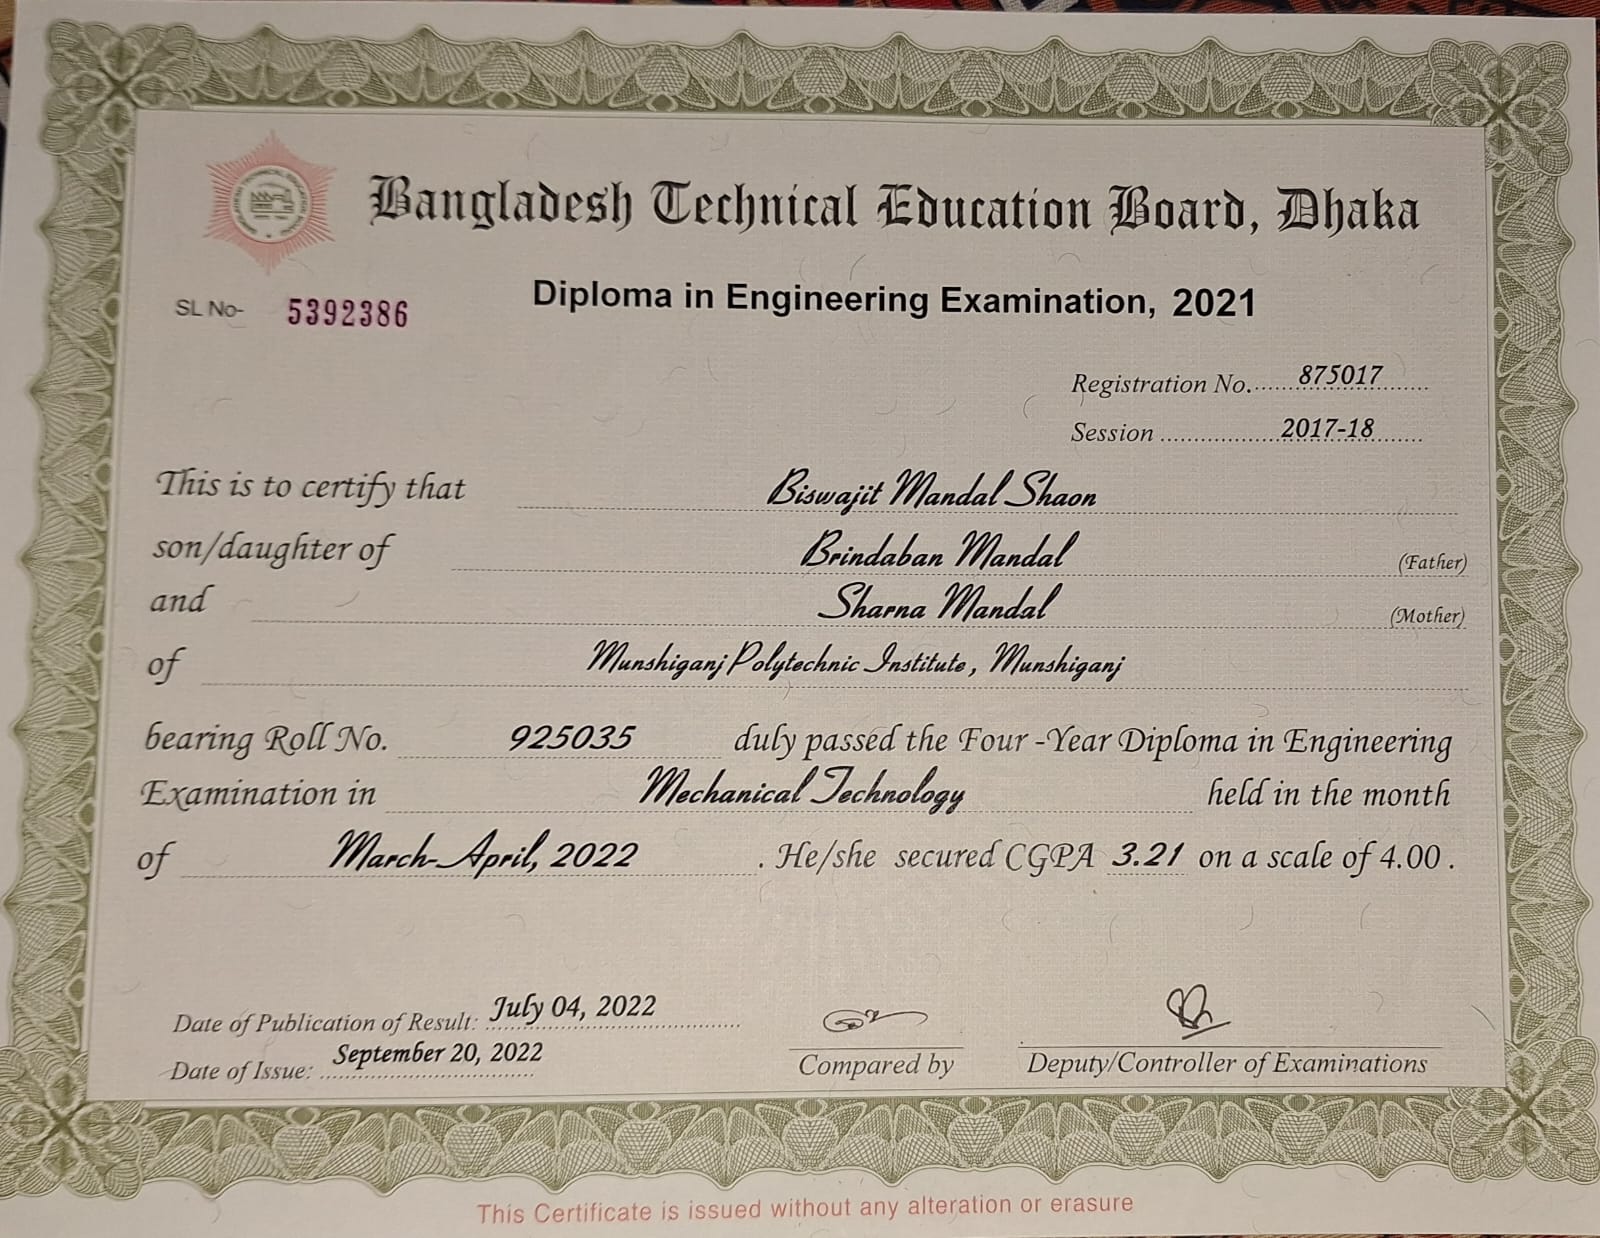 Bangladesh Technical Education Board, Dhaka
SL No- 5392386
Diploma in Engineering Examination, 2021
Registration No. 875017
Session 2017-18
This is to certify that Biswajit Mandal Shaon
son/daughter of Brindaban Mandal (Father)
and Sharna Mandal (Mother)
of Munshiganj Polytechnic Institute, Munshiganj
bearing Roll No. 925035 duly passed the Four-Year Diploma in Engineering
Examination in Mechanical Technology held in the month
of March-April, 2022. He/she secured CGPA 3.21 on a scale of 4.00.
Date of Publication of Result: July 04, 2022
Date of Issue: September 20, 2022
Compared by
Deputy/Controller of Examinations
This Certificate is issued without any alteration or erasure